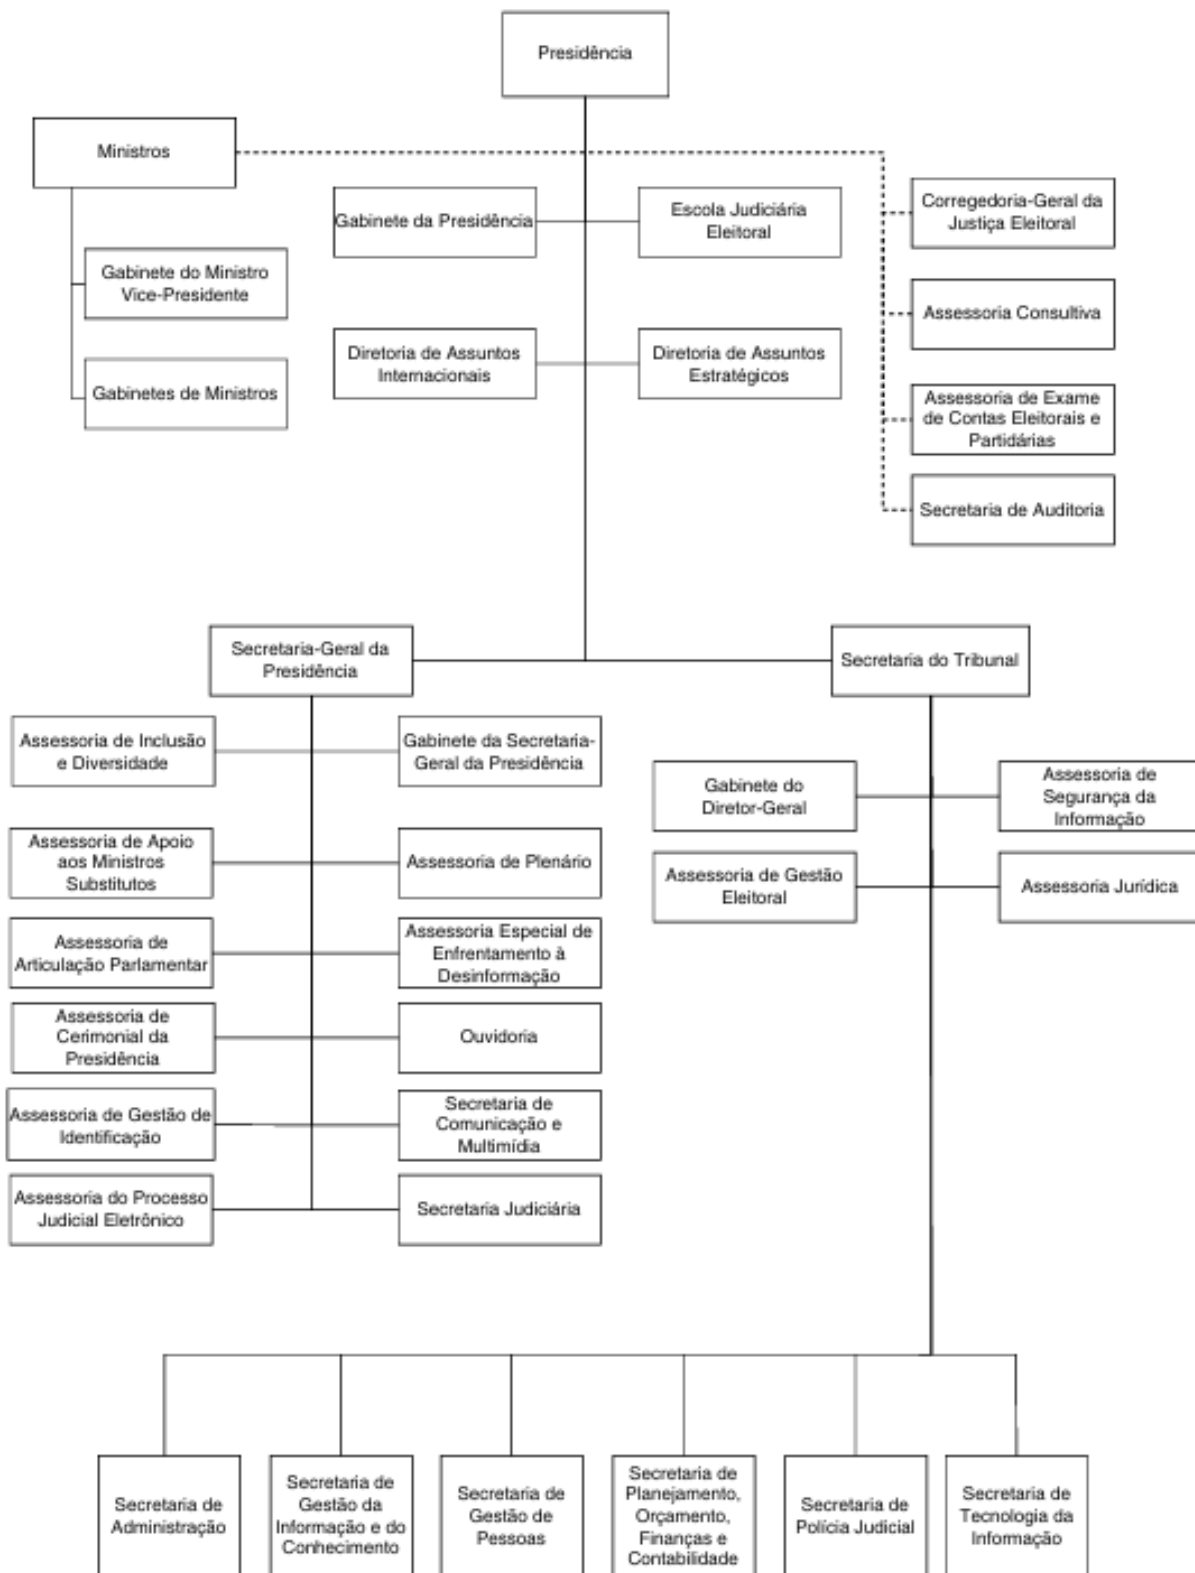 Presidência
Ministros
Gabinete da Presidência
Escola Judiciária
Eleitoral
Corregedoria-Geral da
Justiça Eleitoral
Gabinete do Ministro
Vice-Presidente
Assessoria Consultiva
Diretoria de Assuntos
Internacionais
Diretoria de Assuntos
Estratégicos
Gabinetes de Ministros
Assessoria de Exame
de Contas Eleitorais e
Partidárias
Secretaria de Auditoria
Secretaria-Geral da
Presidência
Secretaria do Tribunal
Assessoria de Inclusão
e Diversidade
Gabinete da Secretaria-
Geral da Presidência
Gabinete do
Diretor-Geral
Assessoria de
Segurança da
Informação
Assessoria de Apoio
aos Ministros
Substitutos
Assessoria de Plenário
Assessoria de Gestão
Eleitoral
Assessoria Jurídica
Assessoria de
Articulação Parlamentar
Assessoria Especial de
Enfrentamento à
Desinformação
Assessoria de
Cerimonial da
Presidência
Ouvidoria
Assessoria de Gestão de
Identificação
Secretaria de
Comunicação e
Multimídia
Assessoria do Processo
Judicial Eletrônico
Secretaria Judiciária
Secretaria de
Administração
Secretaria de
Gestão da
Informação e do
Conhecimento
Secretaria de
Gestão de
Pessoas
Secretaria de
Planejamento,
Orçamento,
Finanças e
Contabilidade
Secretaria de
Polícia Judicial
Secretaria de
Tecnologia da
Informação